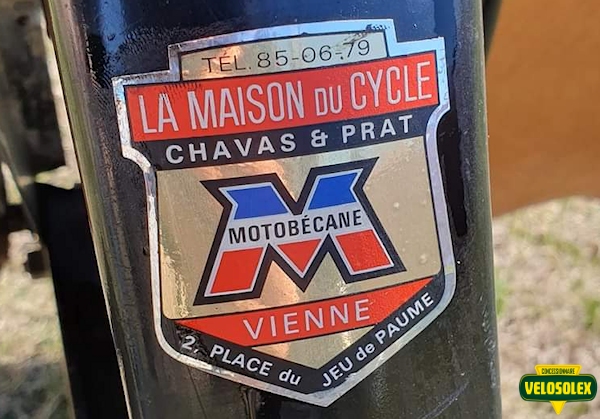 TÉL. 85-06-79
LA MAISON DU CYCLE
CHAVAS & PRAT
MOTOBÉCANE
VIENNE
2. PLACE du JEU de PAUME
CONCESSIONNAIRE
VELOSOLEX